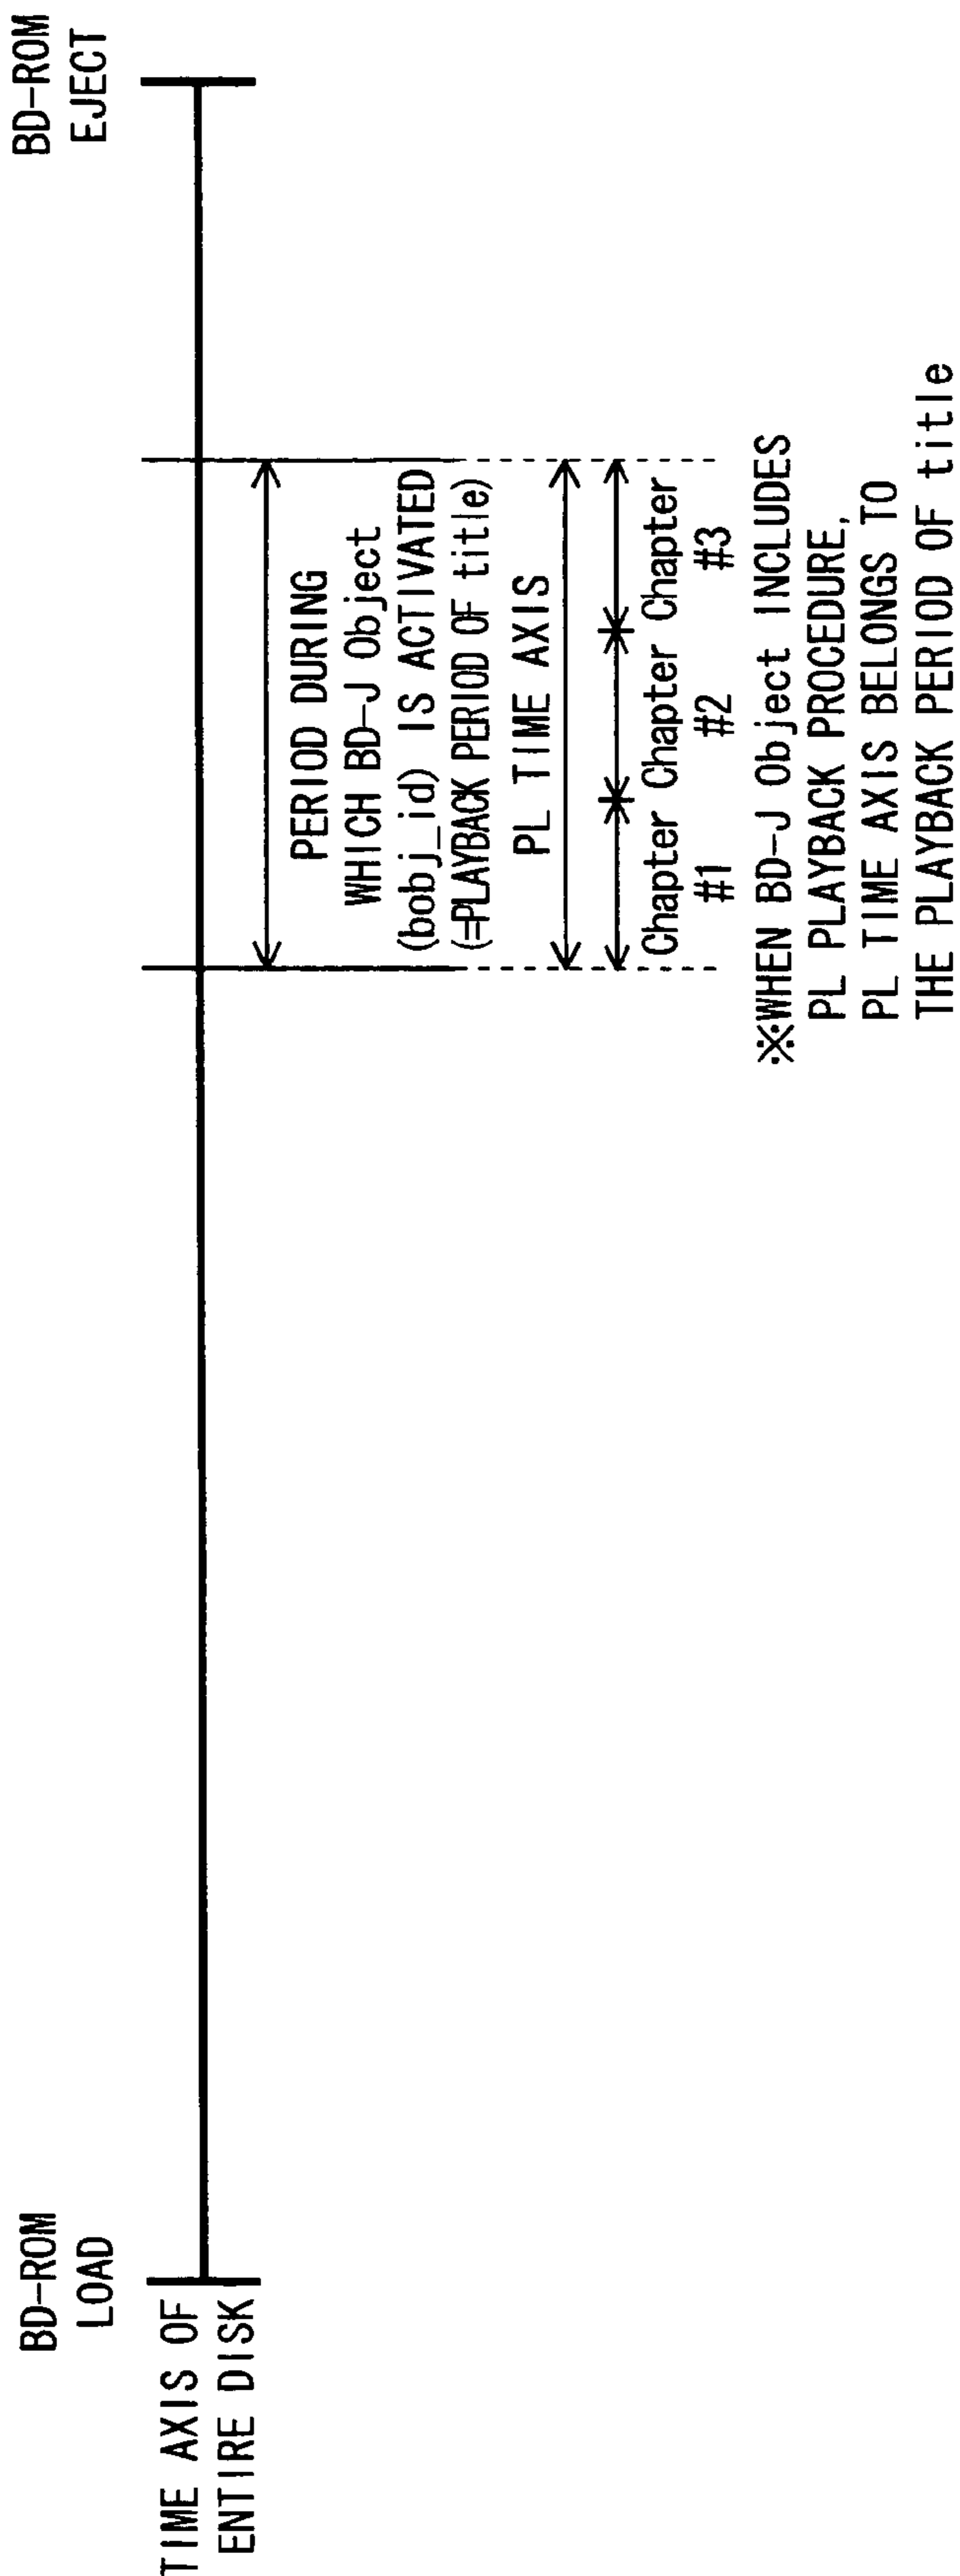 BD-ROM
LOAD
BD-ROM
EJECT
TIME AXIS OF
ENTIRE DISK
PERIOD DURING
WHICH BD-J Object
(bobj_id) IS ACTIVATED
(=PLAYBACK PERIOD OF title)
PL TIME AXIS
Chapter Chapter Chapter
#1 #2 #3
※WHEN BD-J Object INCLUDES
PL PLAYBACK PROCEDURE,
PL TIME AXIS BELONGS TO
THE PLAYBACK PERIOD OF title